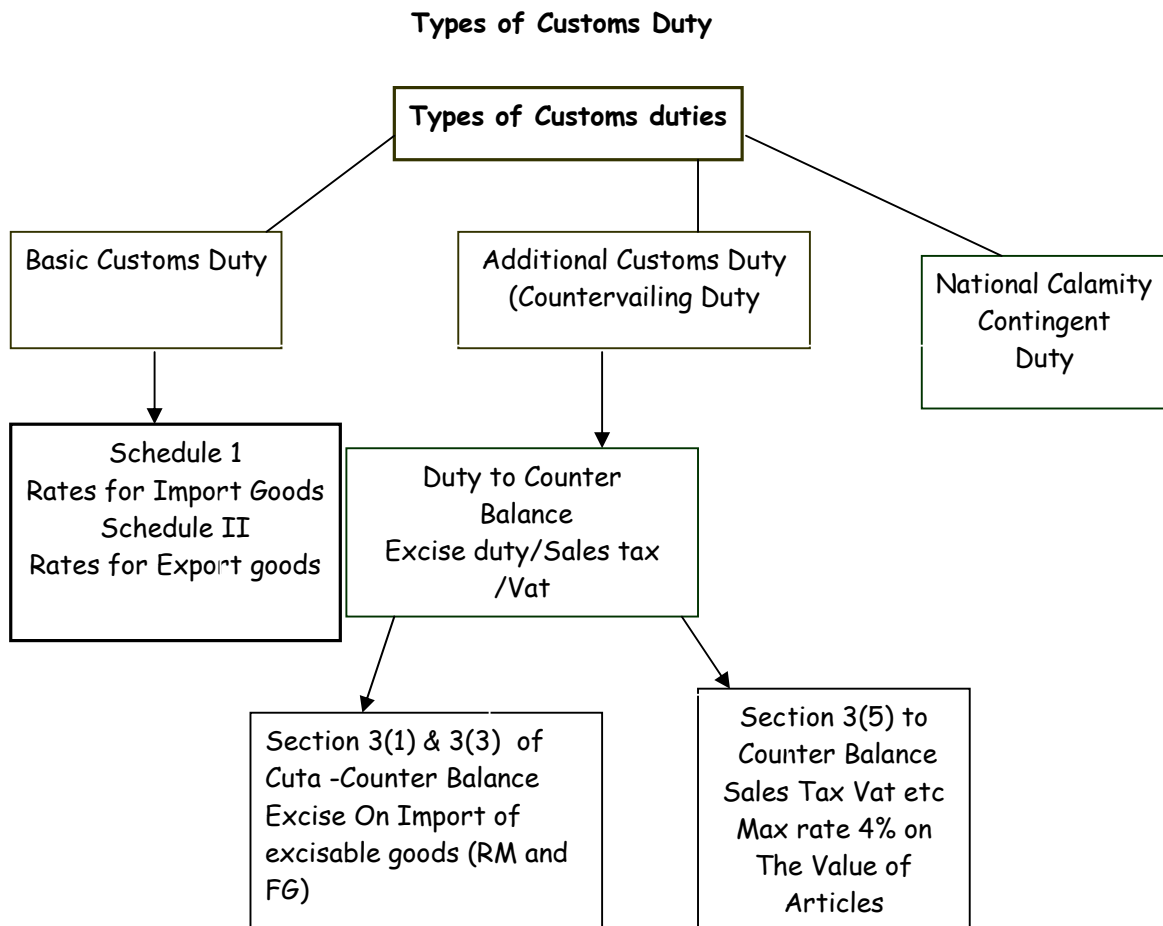 Types of Customs Duty
Types of Customs duties
Basic Customs Duty
Additional Customs Duty
(Countervailing Duty
National Calamity
Contingent
Duty
Schedule 1
Rates for Import Goods
Schedule II
Rates for Export goods
Duty to Counter
Balance
Excise duty/Sales tax
/Vat
Section 3(1) & 3(3) of
Cuta -Counter Balance
Excise On Import of
excisable goods (RM and
FG)
Section 3(5) to
Counter Balance
Sales Tax Vat etc
Max rate 4% on
The Value of
Articles